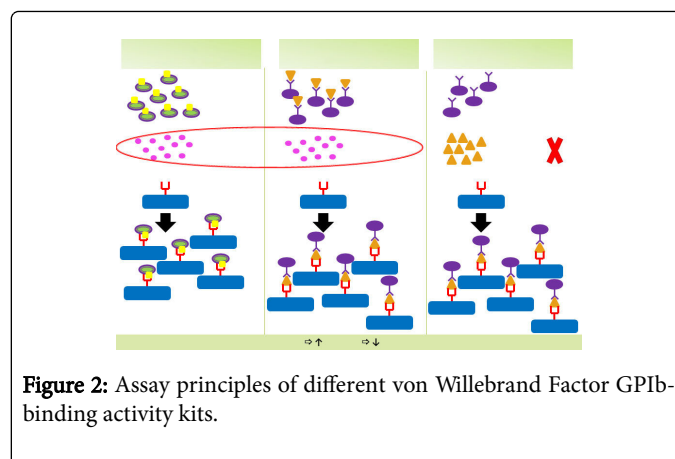 ⇨↑ ⇨↓
Figure 2: Assay principles of different von Willebrand Factor GPIb-
binding activity kits.